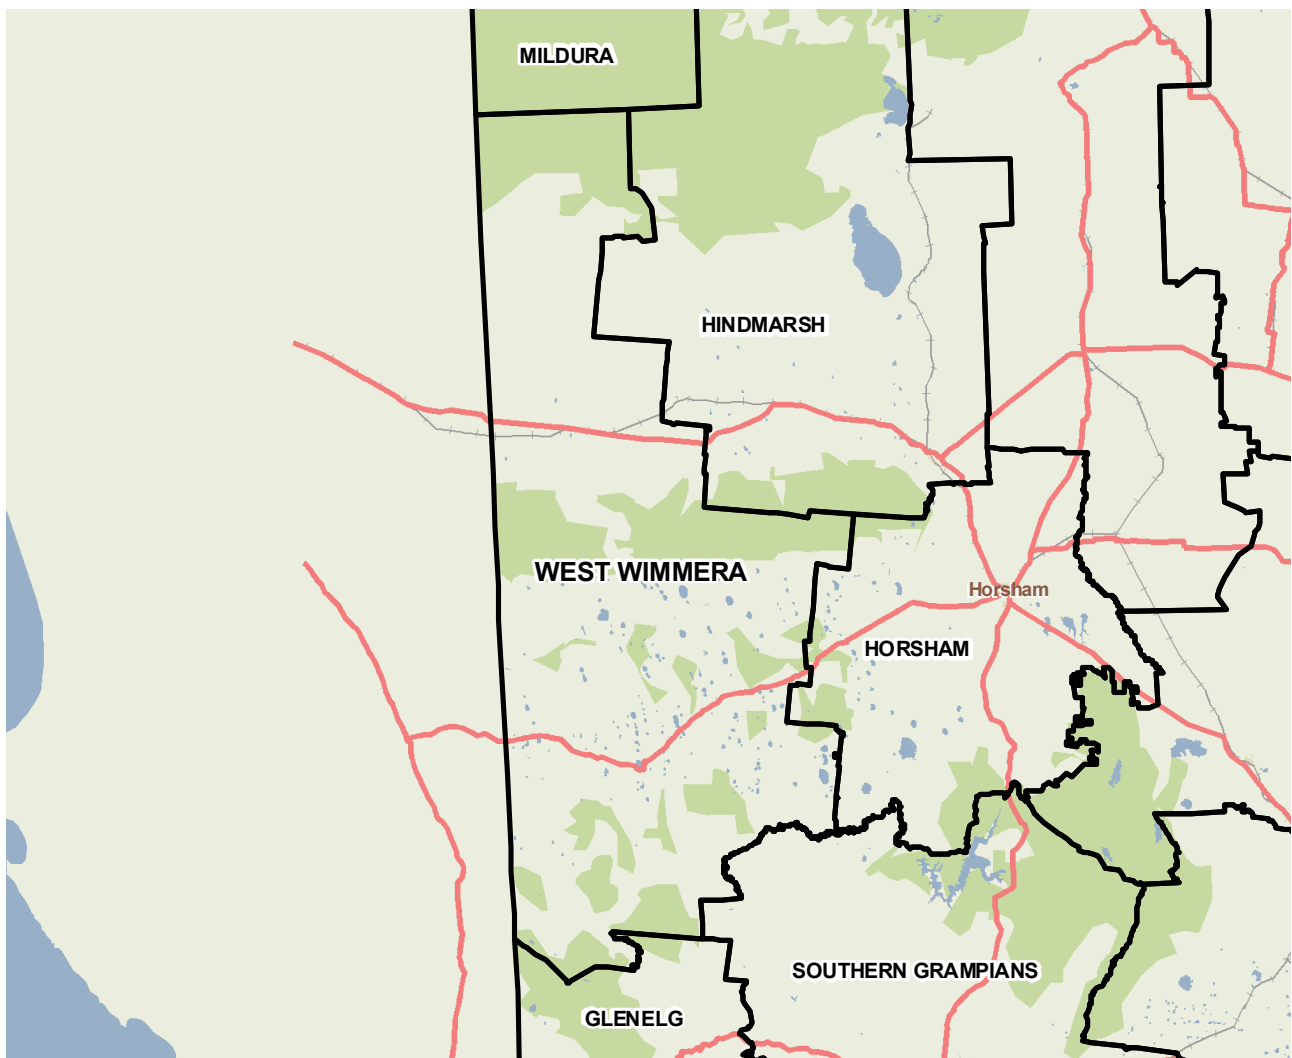 MILDURA
HINDMARSH
WEST WIMMERA
Horsham
HORSHAM
SOUTHERN GRAMPIANS
GLENELG